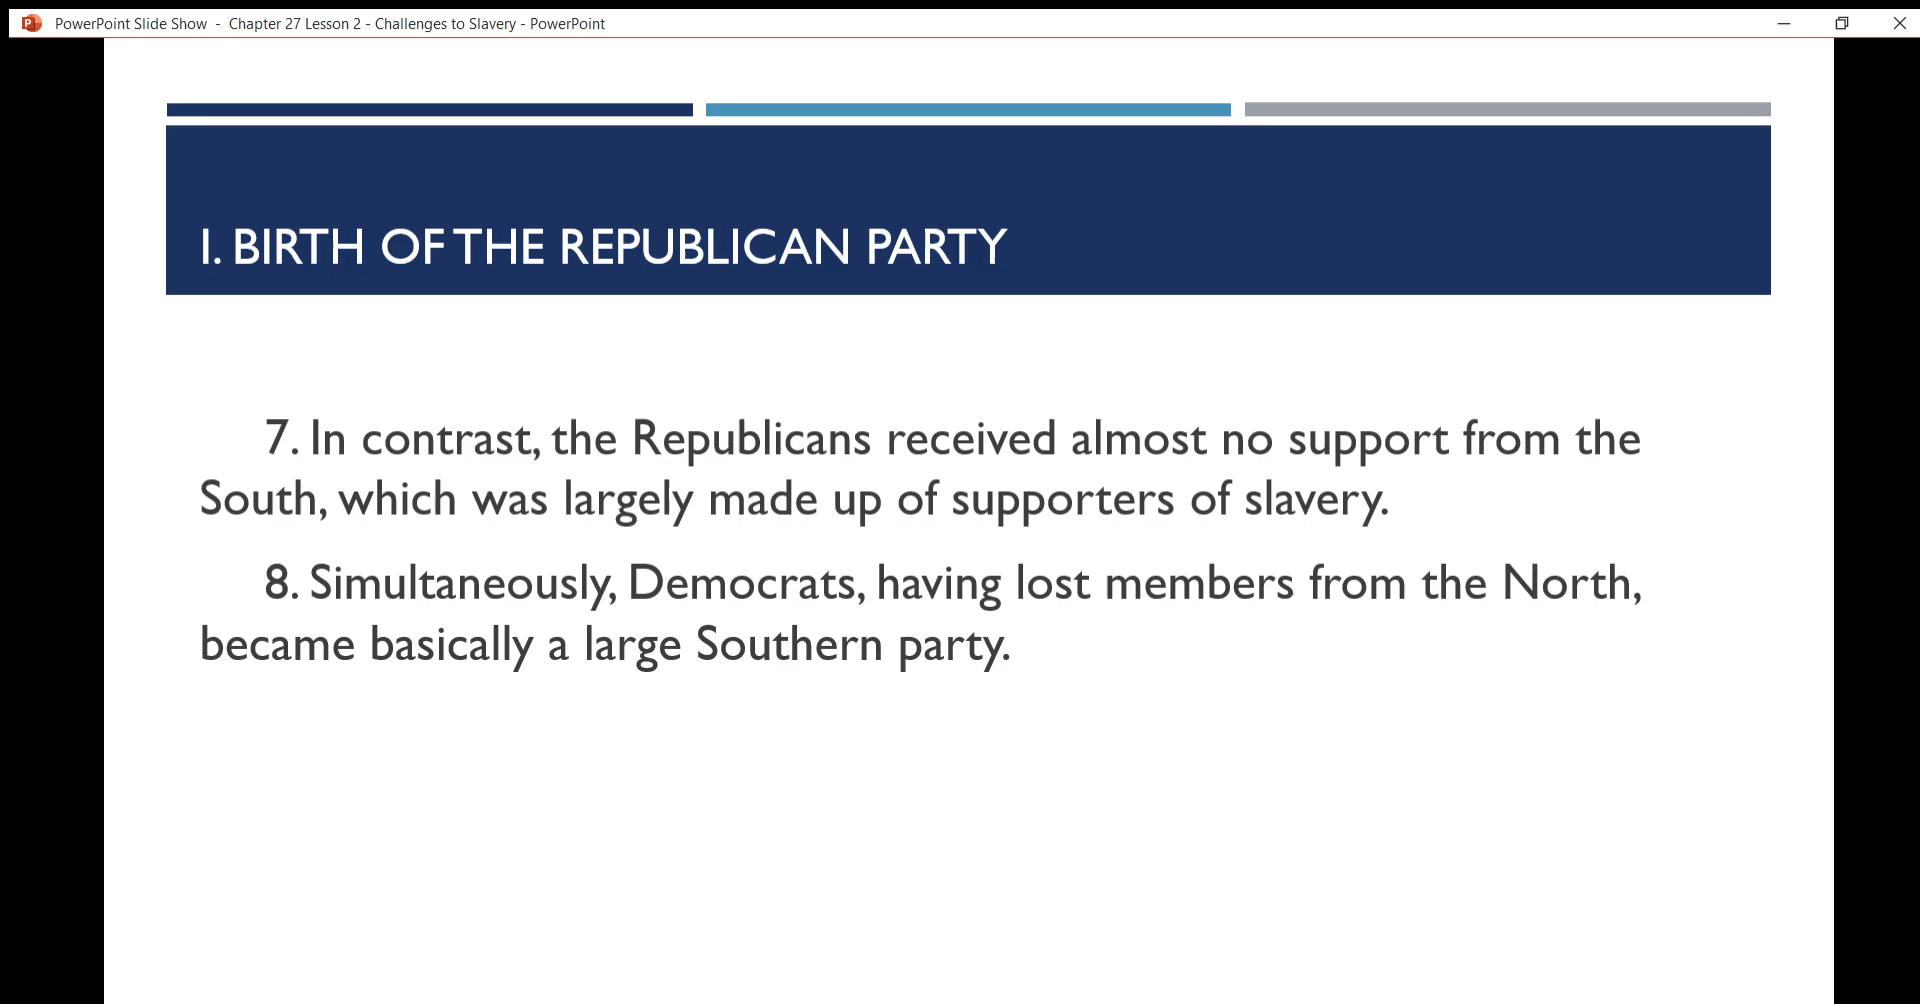 PowerPoint Slide Show - Chapter 27 Lesson 2 - Challenges to Slavery - PowerPoint
I. BIRTH OF THE REPUBLICAN PARTY
7. In contrast, the Republicans received almost no support from the
South, which was largely made up of supporters of slavery.
8. Simultaneously, Democrats, having lost members from the North,
became basically a large Southern party.